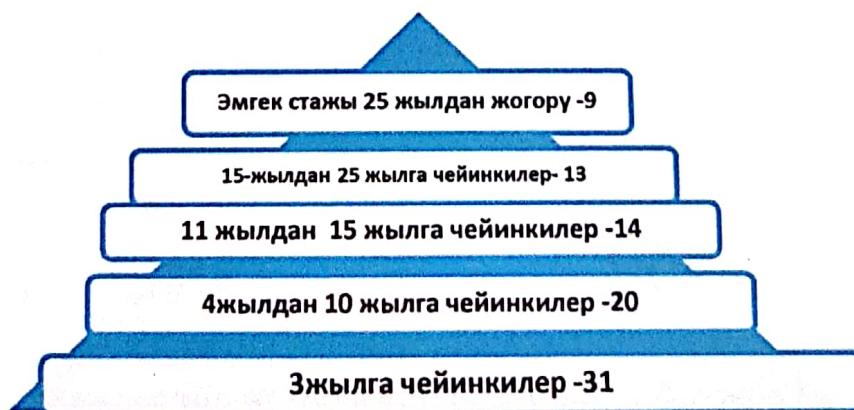 Эмгек стажы 25 жылдан жогору -9
15-жылдан 25 жылга чейинкилер- 13
11 жылдан 15 жылга чейинкилер -14
4жылдан 10 жылга чейинкилер -20
3жылга чейинкилер -31